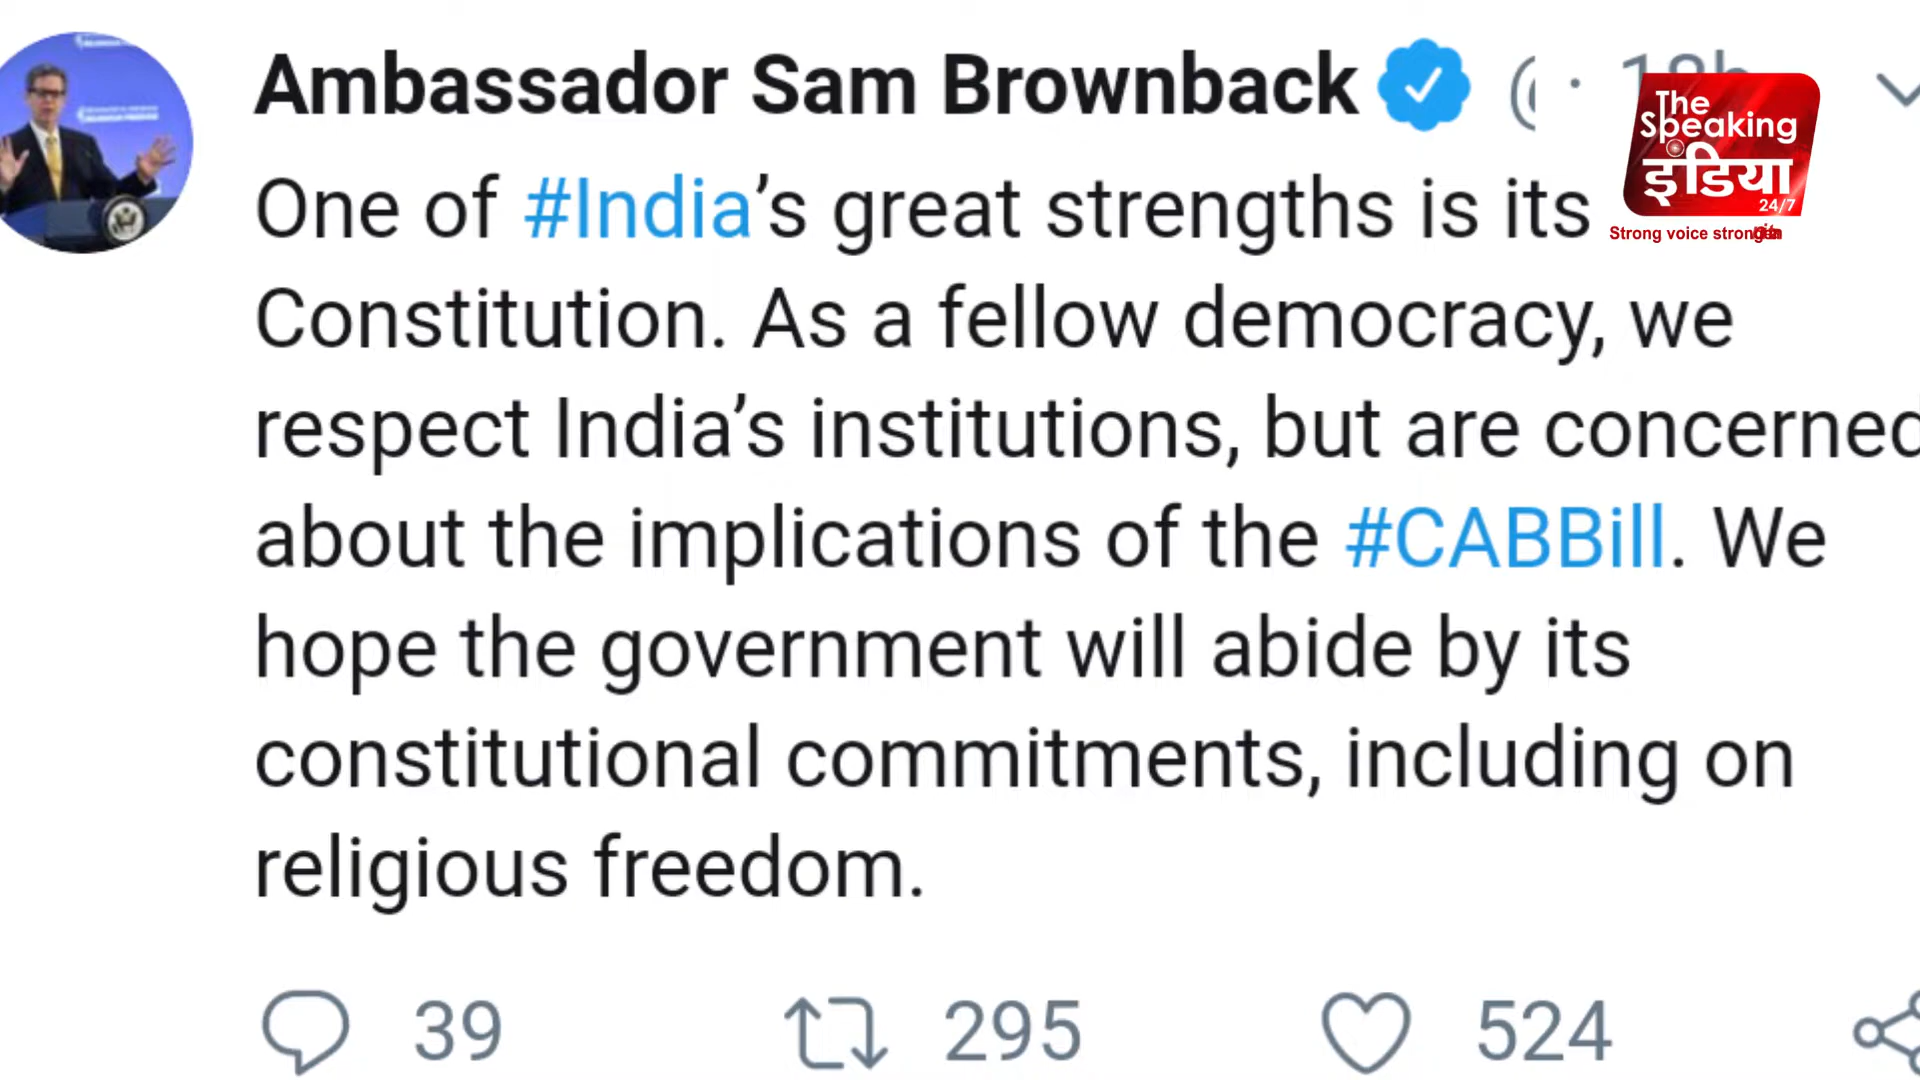 Ambassador Sam Brownback @ · 18h
The
Speaking
इंडिया
24/7
One of #India's great strengths is its
Strong voice
Constitution. As a fellow democracy, we
respect India's institutions, but are concerned
about the implications of the #CABBill. We
hope the government will abide by its
constitutional commitments, including on
religious freedom.
39 295 524